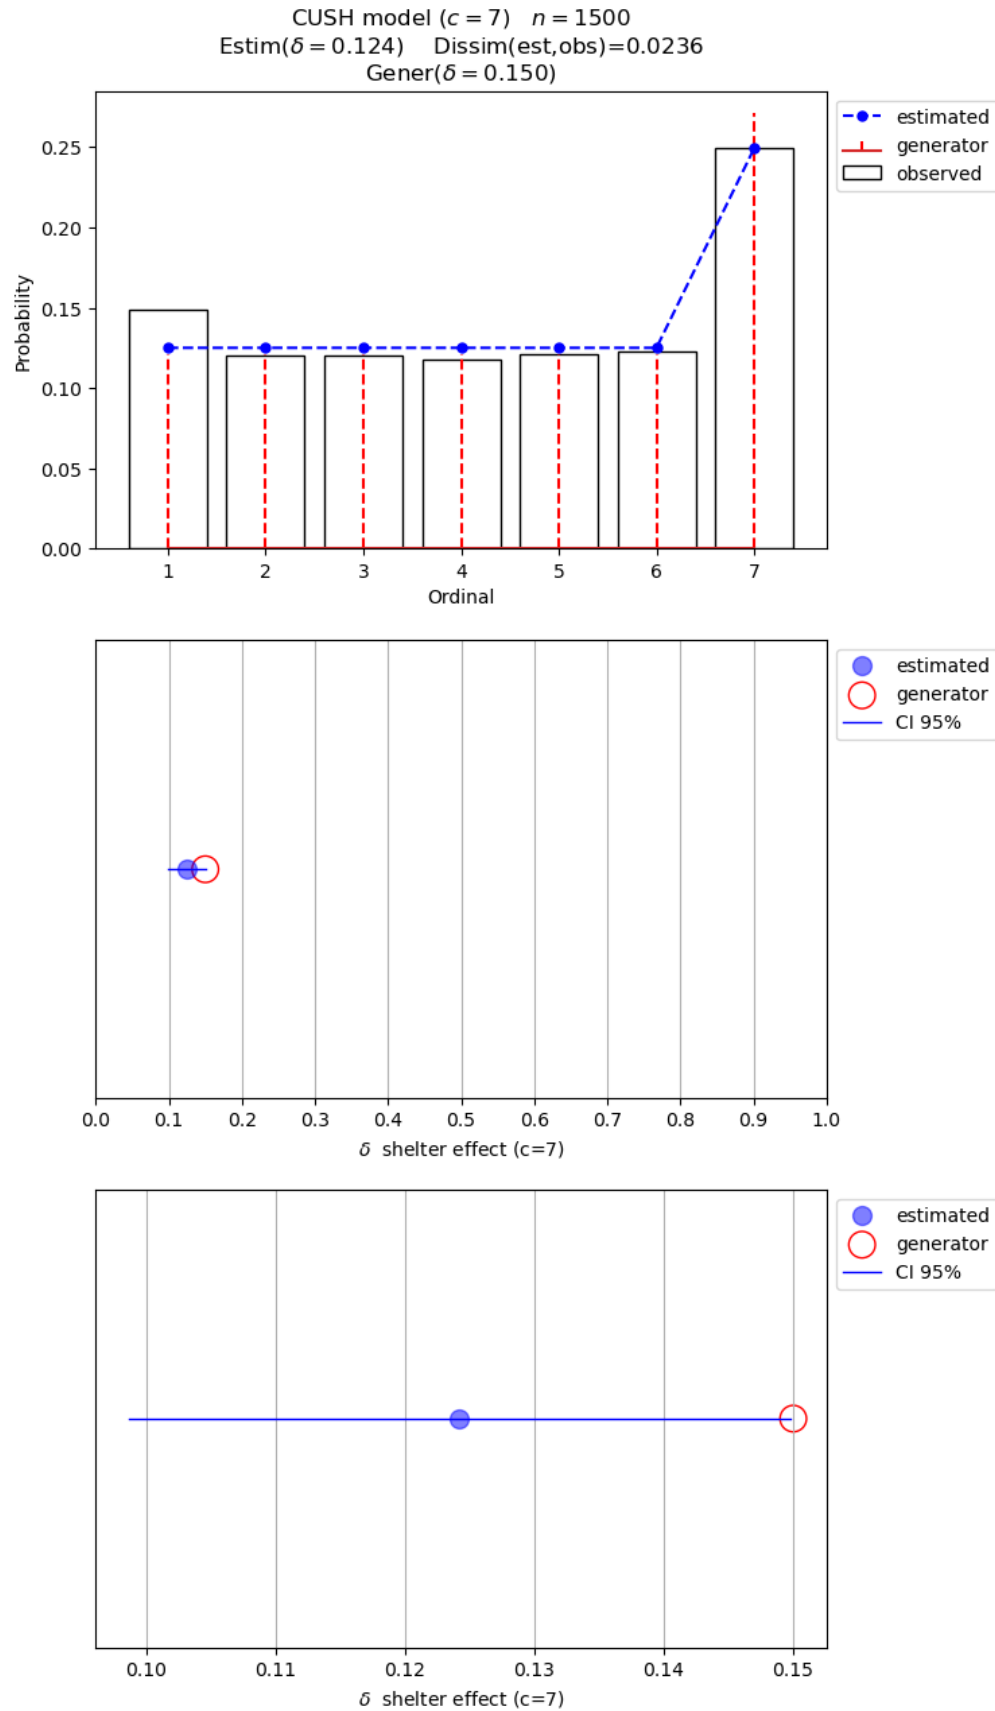 CUSH model (c = 7) n = 1500
Estim(δ = 0.124) Dissim(est,obs)=0.0236
Gener(δ = 0.150)
estimated
generator
observed
0.25
0.20
0.15
0.10
0.05
0.00
Probability
1 2 3 4 5 6 7
Ordinal
estimated
generator
CI 95%
0.0 0.1 0.2 0.3 0.4 0.5 0.6 0.7 0.8 0.9 1.0
δ shelter effect (c=7)
estimated
generator
CI 95%
0.10 0.11 0.12 0.13 0.14 0.15
δ shelter effect (c=7)